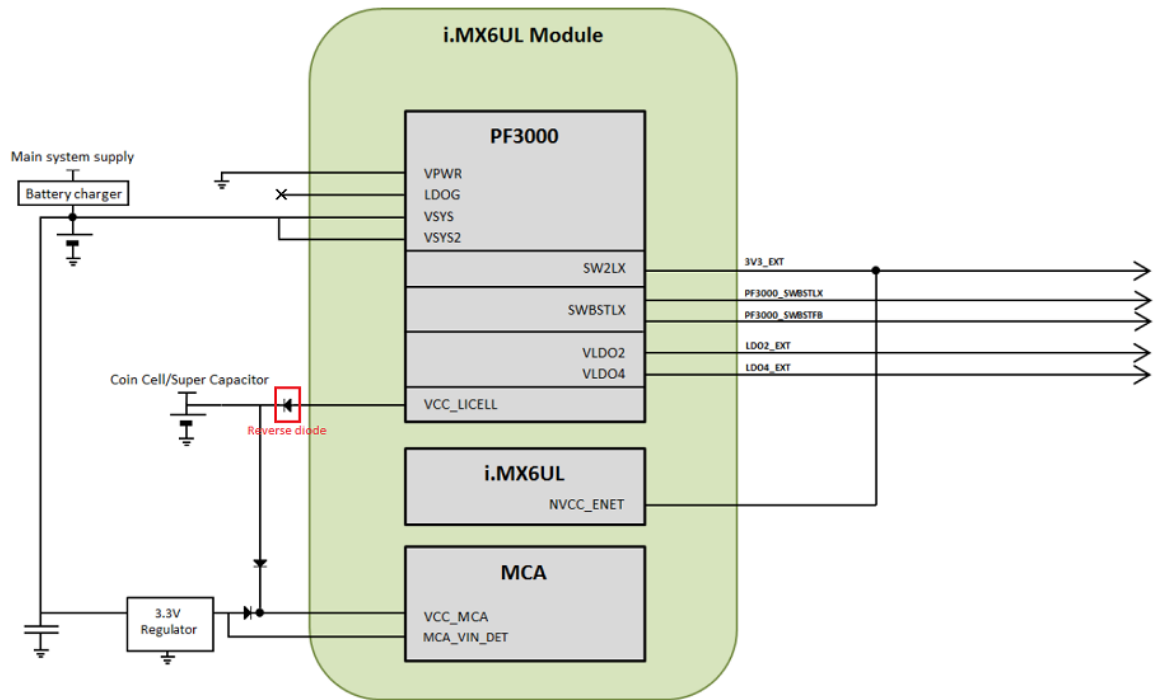 i.MX6UL Module
PF3000
Main system supply
Battery charger
VPWR
LDOG
VSYS
VSYS2
SW2LX
3V3_EXT
SWBSTLX
PF3000_SWBSTLX
PF3000_SWBSTFB
VLDO2
LDO2_EXT
VLDO4
LDO4_EXT
Coin Cell/Super Capacitor
VCC_LICELL
Reverse diode
i.MX6UL
NVCC_ENET
MCA
3.3V
Regulator
VCC_MCA
MCA_VIN_DET